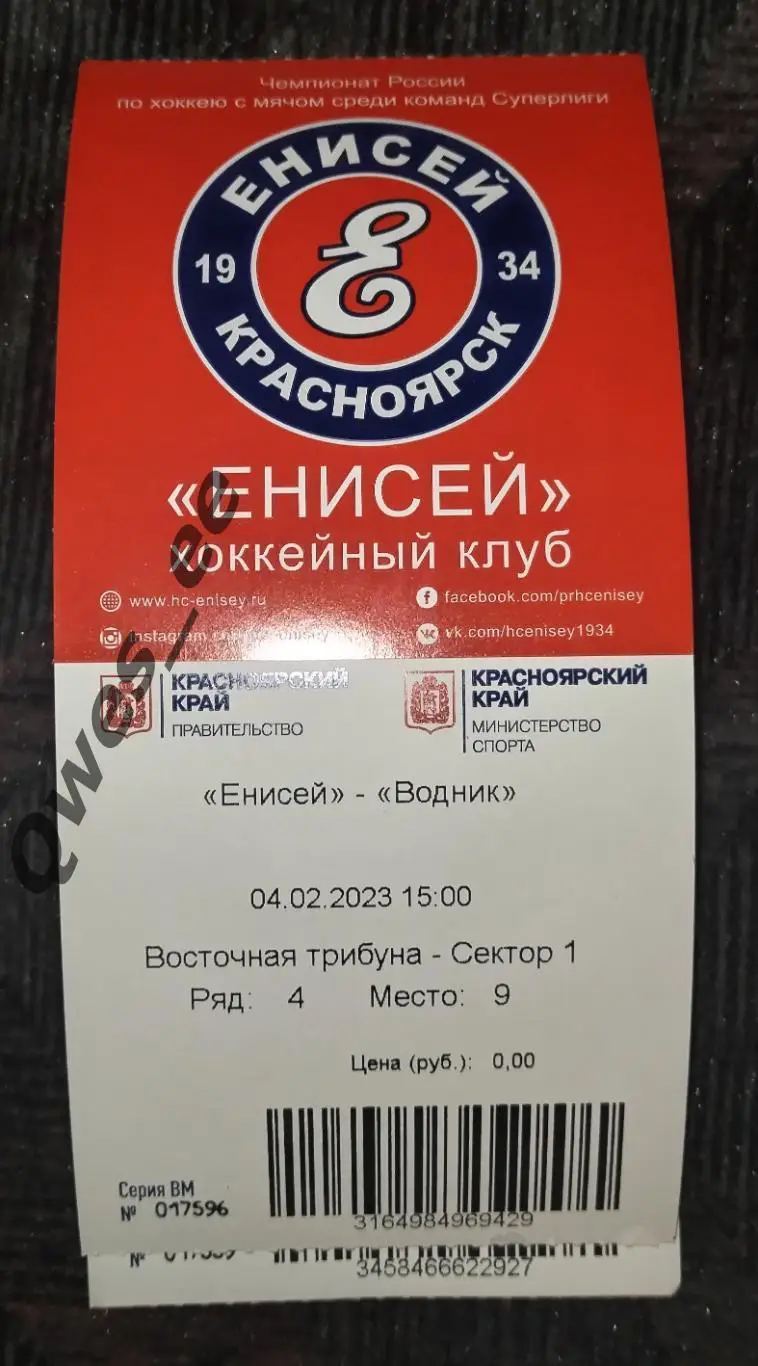 Чемпионат России
по хоккею с мячом среди команд Суперлиги
ЕНИСЕЙ
19 34
КРАСНОЯРСК
«ЕНИСЕЙ»
хоккейный клуб
www.hc-enisey.ru
facebook.com/prhcenisey
vk.com/hcenisey1934
КРАСНОЯРСКИЙ
КРАЙ
ПРАВИТЕЛЬСТВО
КРАСНОЯРСКИЙ
КРАЙ
МИНИСТЕРСТВО
СПОРТА
Qwes_ee
«Енисей» - «Водник»
04.02.2023 15:00
Восточная трибуна - Сектор 1
Ряд: 4 Место: 9
Цена (руб.): 0,00
Серия ВМ
№ 017596
3164984969429
№
3458466622927